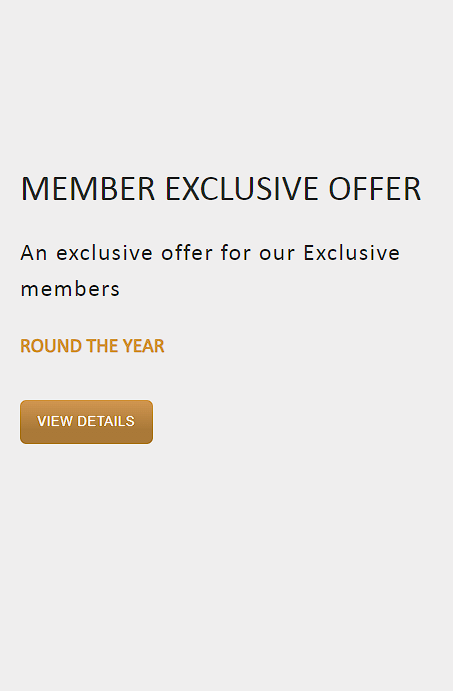 MEMBER EXCLUSIVE OFFER
An exclusive offer for our Exclusive
members
ROUND THE YEAR
VIEW DETAILS